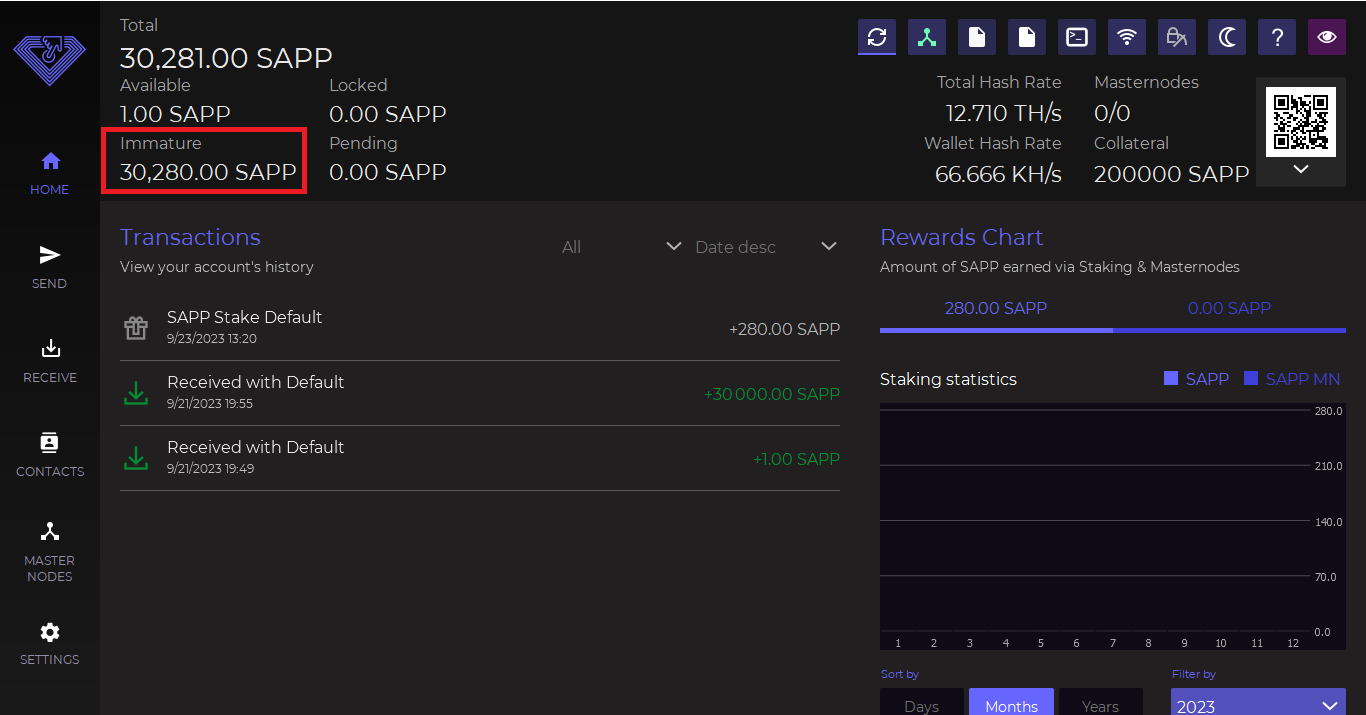 Total
30,281.00 SAPP
Available
Locked
1.00 SAPP
0.00 SAPP
Immature
Pending
30,280.00 SAPP
0.00 SAPP
Total Hash Rate
Masternodes
12.710 TH/s
0/0
Wallet Hash Rate
Collateral
66.666 KH/s
200000 SAPP
?
HOME
SEND
RECEIVE
CONTACTS
MASTER
NODES
SETTINGS
Transactions
View your account's history
All
Date desc
SAPP Stake Default
9/23/2023 13:20
+280.00 SAPP
Received with Default
9/21/2023 19:55
+30 000.00 SAPP
Received with Default
9/21/2023 19:49
+1.00 SAPP
Rewards Chart
Amount of SAPP earned via Staking & Masternodes
280.00 SAPP
0.00 SAPP
Staking statistics
SAPP
SAPP MN
280.0
210.0
140.0
70.0
0.0
1 2 3 4 5 6 7 8 9 10 11 12
Sort by
Filter by
Days
Months
Years
2023